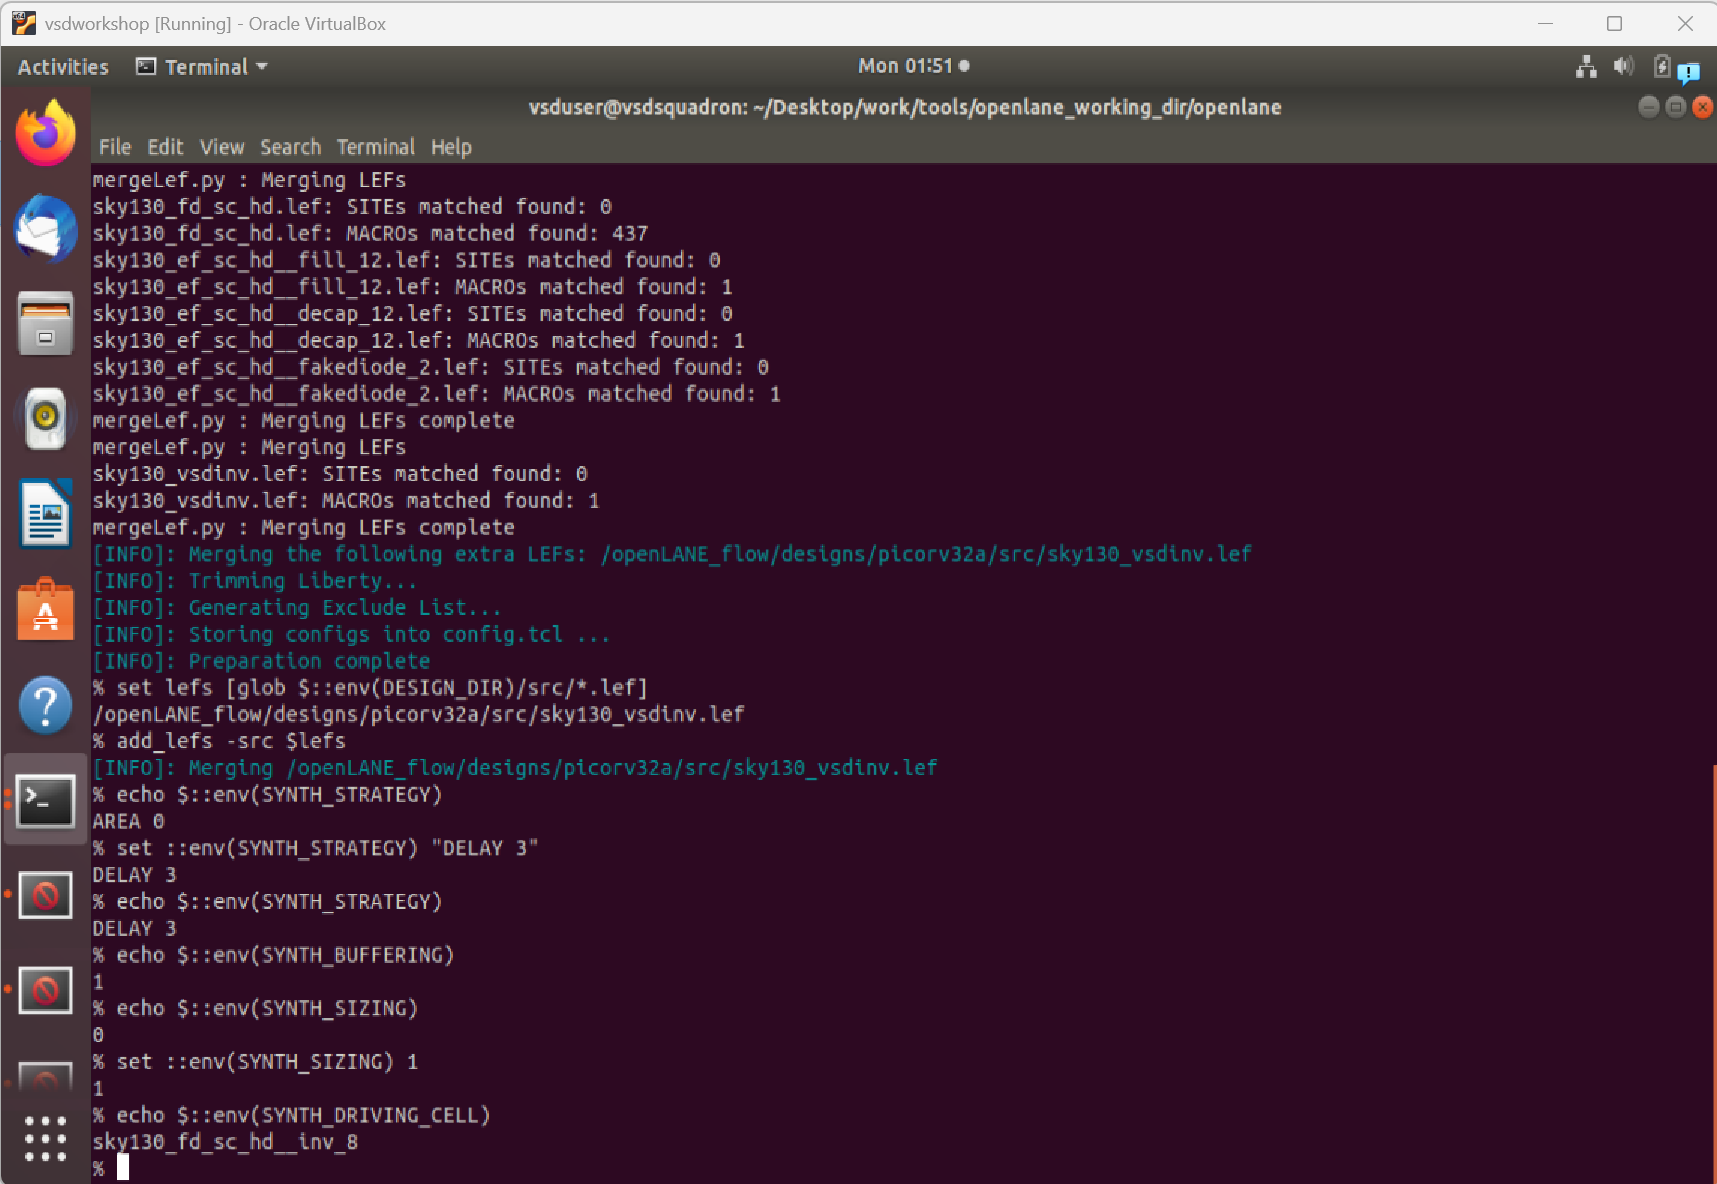 vsdworkshop [Running] - Oracle VirtualBox
Activities Terminal Mon 01:51
vsduser@vsdsquadron: ~/Desktop/work/tools/openlane_working_dir/openlane
File Edit View Search Terminal Help
mergeLef.py : Merging LEFs
sky130_fd_sc_hd.lef: SITEs matched found: 0
sky130_fd_sc_hd.lef: MACROs matched found: 437
sky130_ef_sc_hd__fill_12.lef: SITEs matched found: 0
sky130_ef_sc_hd__fill_12.lef: MACROs matched found: 1
sky130_ef_sc_hd__decap_12.lef: SITEs matched found: 0
sky130_ef_sc_hd__decap_12.lef: MACROs matched found: 1
sky130_ef_sc_hd__fakediode_2.lef: SITEs matched found: 0
sky130_ef_sc_hd__fakediode_2.lef: MACROs matched found: 1
mergeLef.py : Merging LEFs complete
mergeLef.py : Merging LEFs
sky130_vsdinv.lef: SITEs matched found: 0
sky130_vsdinv.lef: MACROs matched found: 1
mergeLef.py : Merging LEFs complete
[INFO]: Merging the following extra LEFs: /openLANE_flow/designs/picorv32a/src/sky130_vsdinv.lef
[INFO]: Trimming Liberty...
[INFO]: Generating Exclude List...
[INFO]: Storing configs into config.tcl ...
[INFO]: Preparation complete
% set lefs [glob $::env(DESIGN_DIR)/src/*.lef]
/openLANE_flow/designs/picorv32a/src/sky130_vsdinv.lef
% add_lefs -src $lefs
[INFO]: Merging /openLANE_flow/designs/picorv32a/src/sky130_vsdinv.lef
% echo $::env(SYNTH_STRATEGY)
AREA 0
% set ::env(SYNTH_STRATEGY) "DELAY 3"
DELAY 3
% echo $::env(SYNTH_STRATEGY)
DELAY 3
% echo $::env(SYNTH_BUFFERING)
1
% echo $::env(SYNTH_SIZING)
0
% set ::env(SYNTH_SIZING) 1
1
% echo $::env(SYNTH_DRIVING_CELL)
sky130_fd_sc_hd__inv_8
%